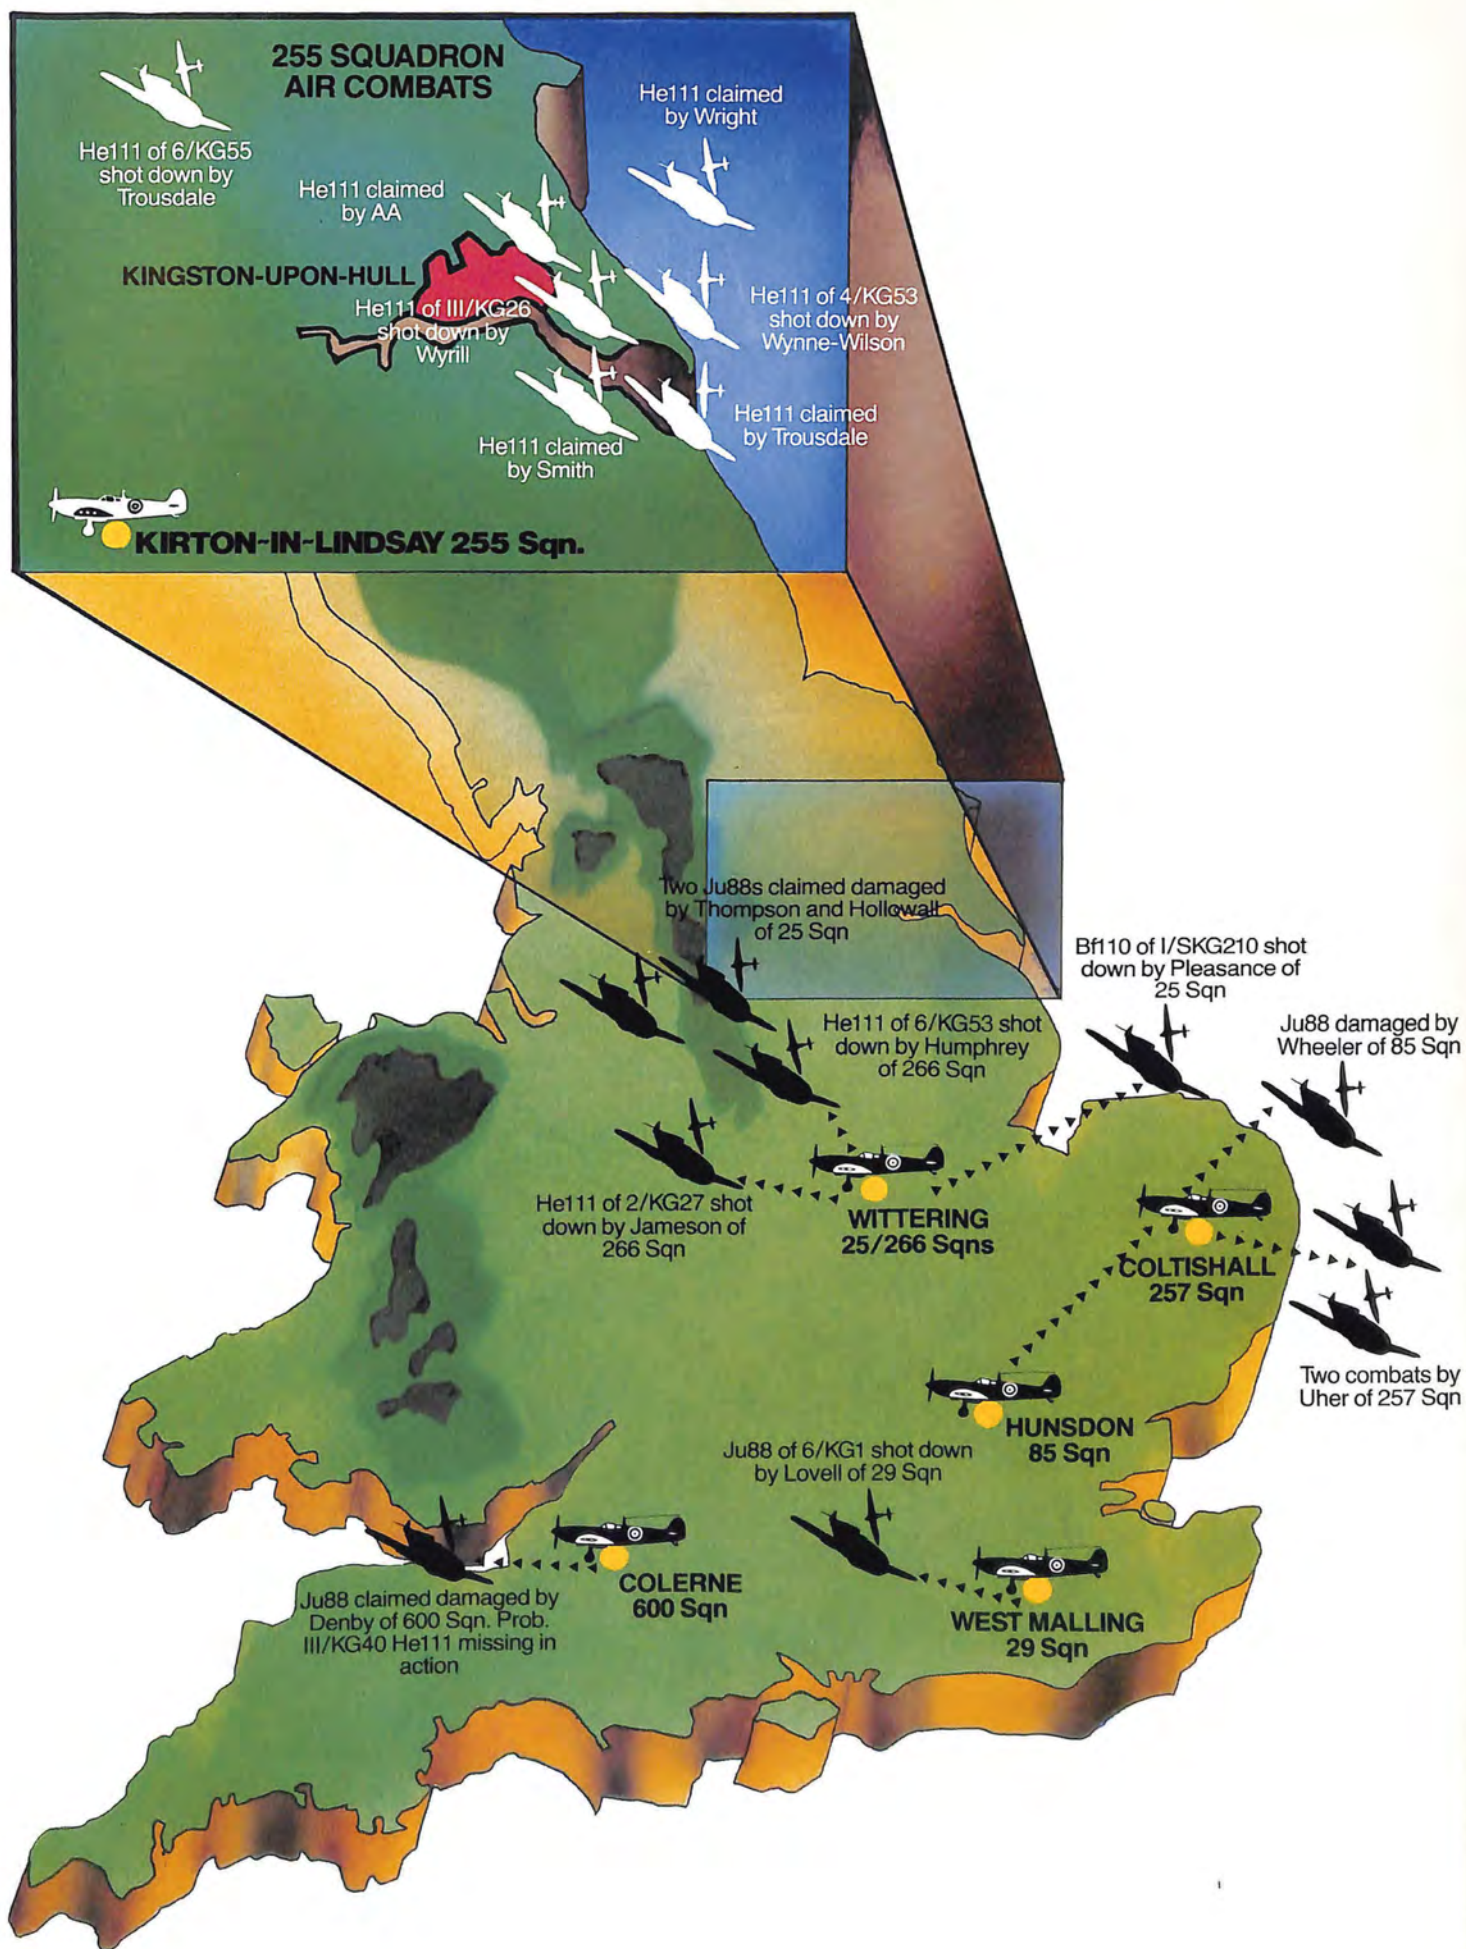 255 SQUADRON
AIR COMBATS
He111 claimed
by Wright
He111 of 6/KG55
shot down by
Trousdale
He111 claimed
by AA
KINGSTON-UPON-HULL
He111 of III/KG26
shot down by
Wyrill
He111 of 4/KG53
shot down by
Wynne-Wilson
He111 claimed
by Trousdale
He111 claimed
by Smith
KIRTON-IN-LINDSAY 255 Sqn.
Two Ju88s claimed damaged
by Thompson and Hollowall
of 25 Sqn
Bf110 of I/SKG210 shot
down by Pleasance of
25 Sqn
Ju88 damaged by
Wheeler of 85 Sqn
He111 of 6/KG53 shot
down by Humphrey
of 266 Sqn
He111 of 2/KG27 shot
down by Jameson of
266 Sqn
WITTERING
25/266 Sqns
COLTISHALL
257 Sqn
Two combats by
Uher of 257 Sqn
HUNSDON
85 Sqn
Ju88 of 6/KG1 shot down
by Lovell of 29 Sqn
COLERNE
600 Sqn
Ju88 claimed damaged by
Denby of 600 Sqn. Prob.
III/KG40 He111 missing in
action
WEST MALLING
29 Sqn